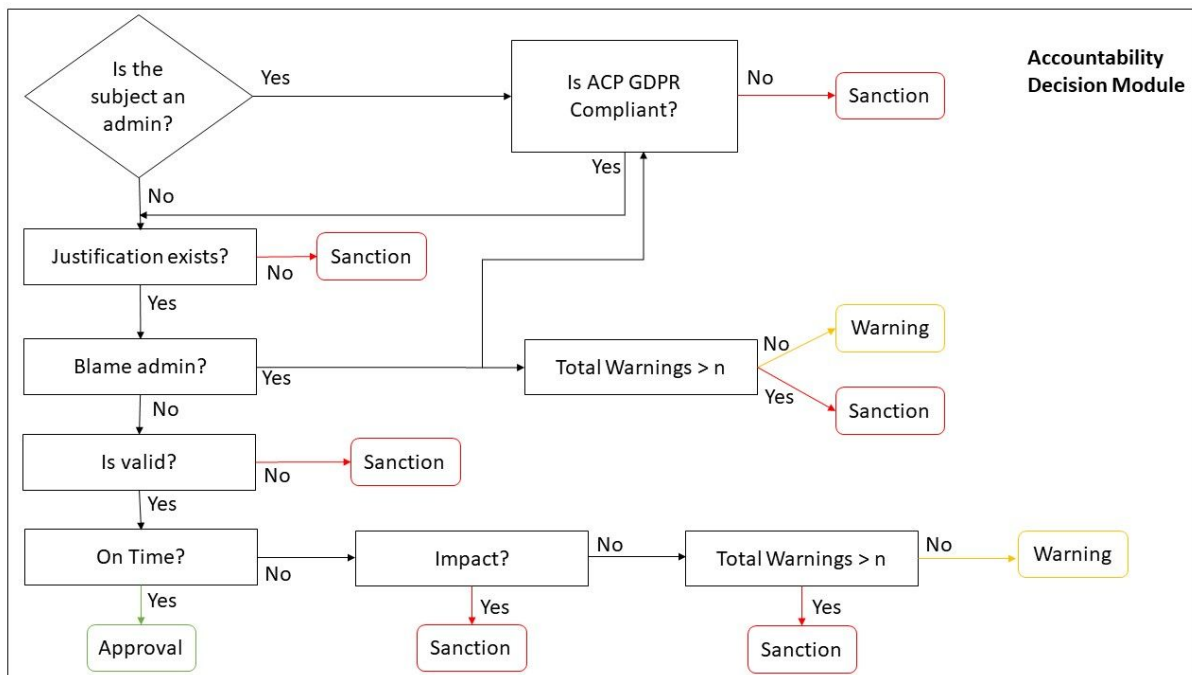 Is the
subject an
admin?
Yes
Is ACP GDPR
Compliant?
No
Sanction
Accountability
Decision Module
Yes
No
Justification exists?
No
Sanction
Yes
Blame admin?
Yes
Total Warnings > n
No
Warning
Yes
Sanction
No
Is valid?
No
Sanction
Yes
On Time?
No
Impact?
No
Total Warnings > n
No
Warning
Yes
Approval
Yes
Sanction
Yes
Sanction